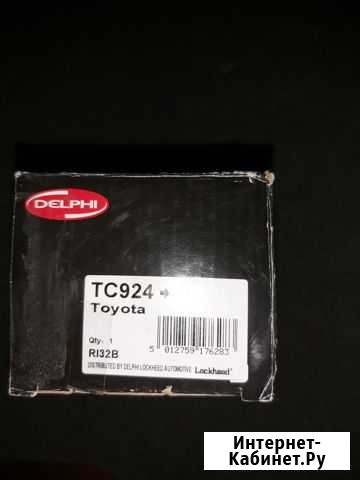 DELPHI
TC924
Toyota
Qty. 1
RI32B
5 012759 176283
DISTRIBUTED BY DELPHI LOCKHEED AUTOMOTIVE Lockheed
Интернет-
Кабинет.Ру